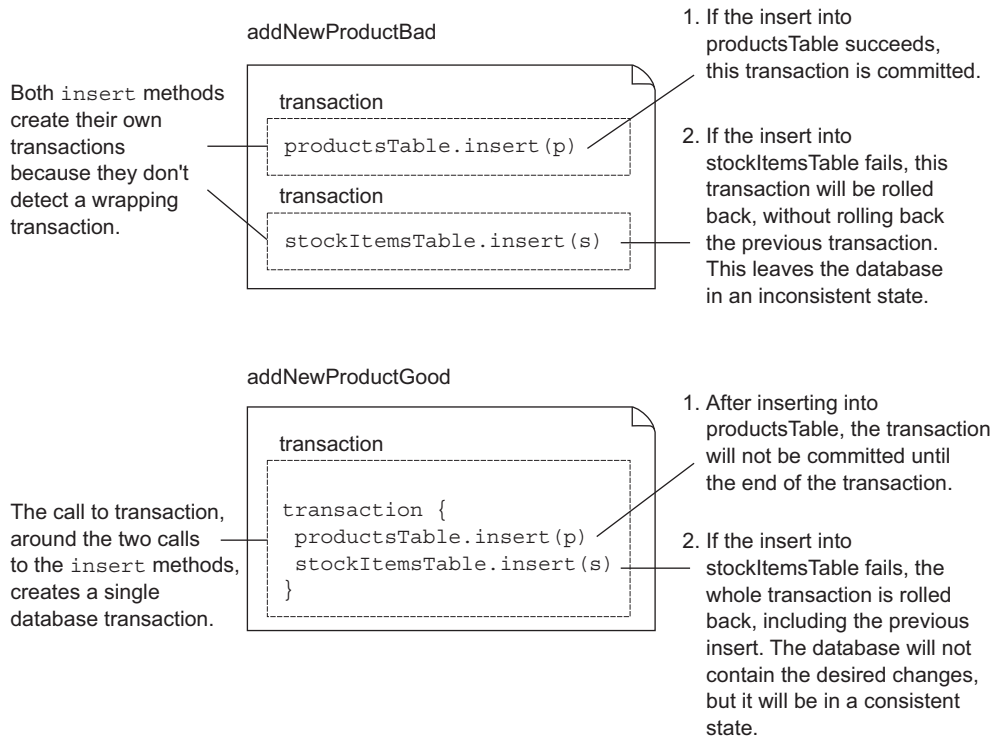 addNewProductBad
Both insert methods
create their own
transactions
because they don't
detect a wrapping
transaction.
transaction
productsTable.insert(p)
transaction
stockItemsTable.insert(s)
1. If the insert into
productsTable succeeds,
this transaction is committed.
2. If the insert into
stockItemsTable fails, this
transaction will be rolled
back, without rolling back
the previous transaction.
This leaves the database
in an inconsistent state.
addNewProductGood
The call to transaction,
around the two calls
to the insert methods,
creates a single
database transaction.
transaction
transaction {
productsTable.insert(p)
stockItemsTable.insert(s)
}
1. After inserting into
productsTable, the transaction
will not be committed until
the end of the transaction.
2. If the insert into
stockItemsTable fails, the
whole transaction is rolled
back, including the previous
insert. The database will not
contain the desired changes,
but it will be in a consistent
state.